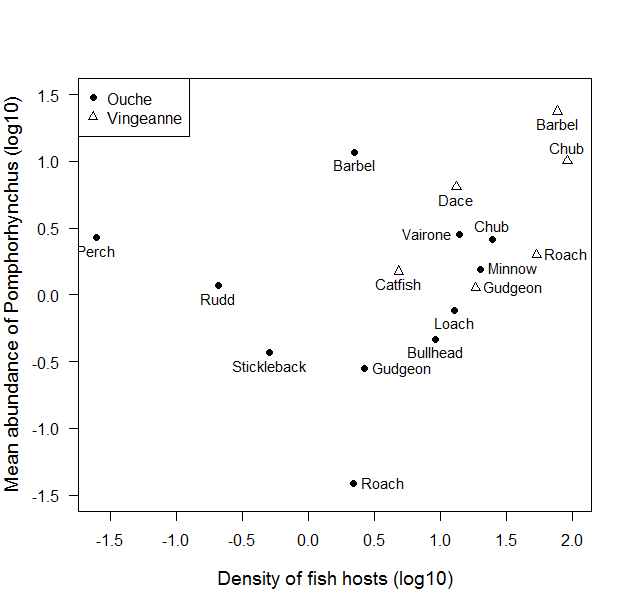 Ouche
Vingeanne
Barbel
Chub
Barbel
Dace
Vairone
Chub
Perch
Roach
Minnow
Catfish
Gudgeon
Rudd
Loach
Bullhead
Stickleback
Gudgeon
Roach
1.5
1.0
0.5
0.0
-0.5
-1.0
-1.5
Mean abundance of Pomphorhynchus (log10)
-1.5 -1.0 -0.5 0.0 0.5 1.0 1.5 2.0
Density of fish hosts (log10)